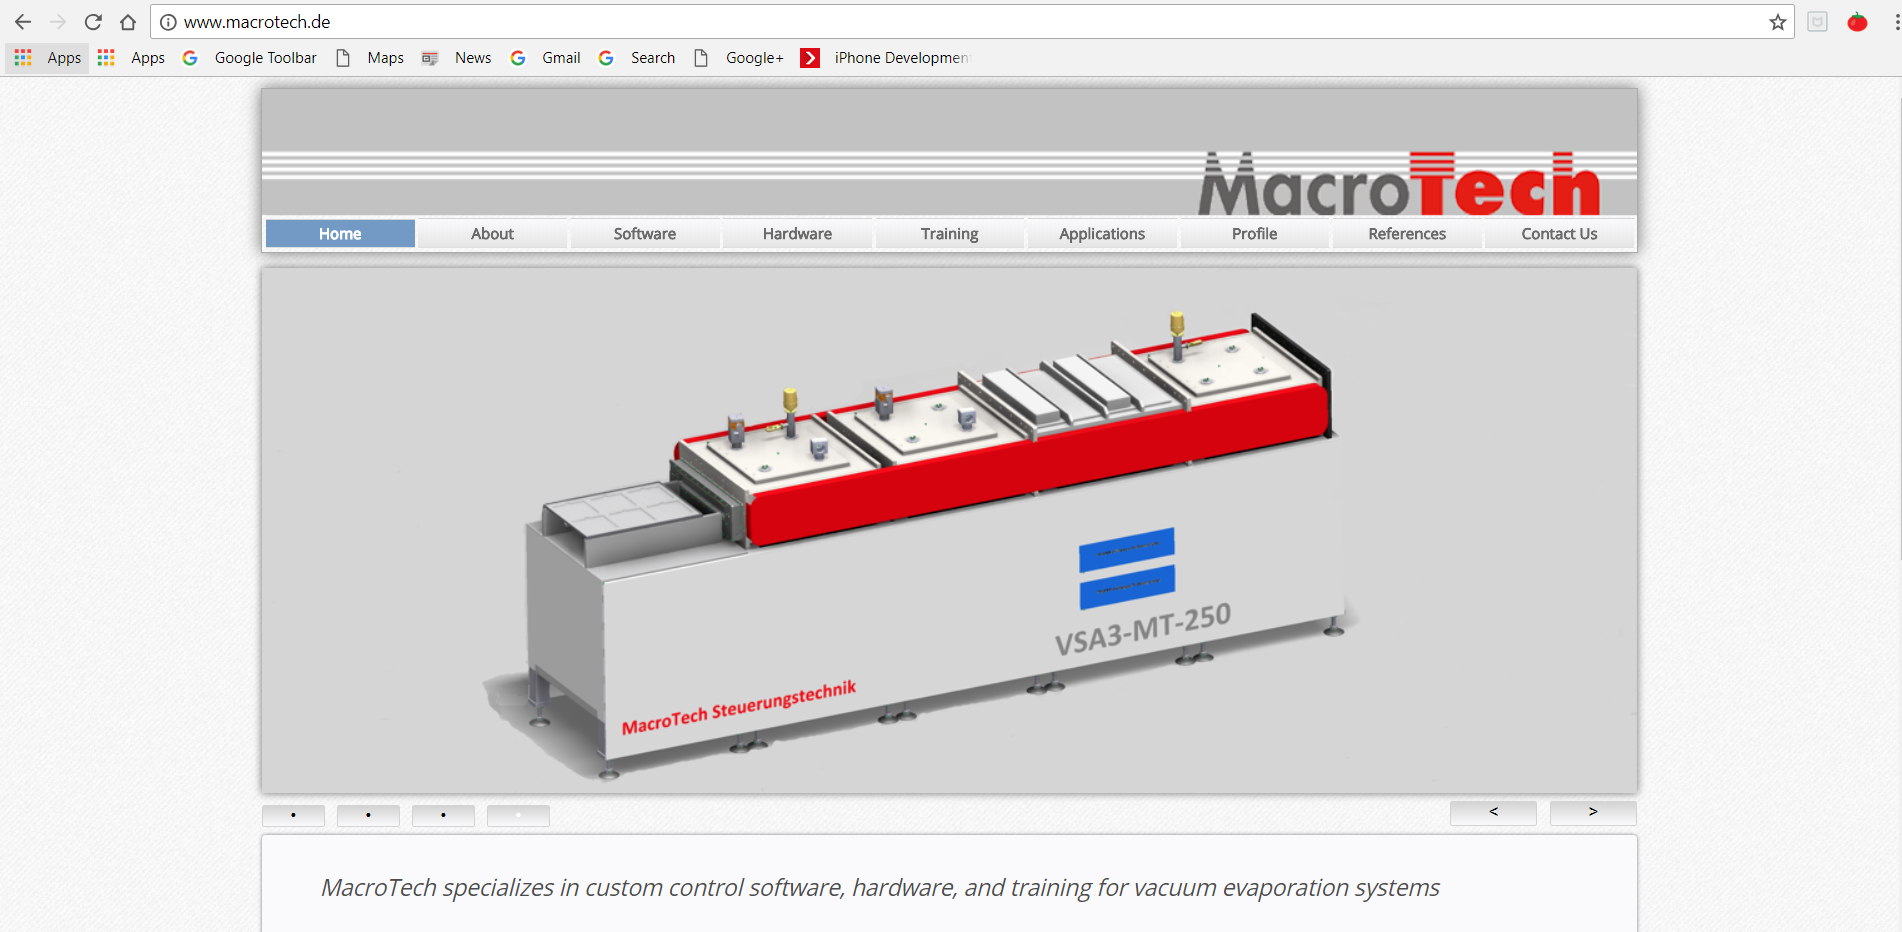 www.macrotech.de
Apps Apps Google Toolbar Maps News Gmail Search Google+ iPhone Developmen
MacroTech
Home About Software Hardware Training Applications Profile References Contact Us
VSA3-MT-250
MacroTech Steuerungstechnik
< >
MacroTech specializes in custom control software, hardware, and training for vacuum evaporation systems